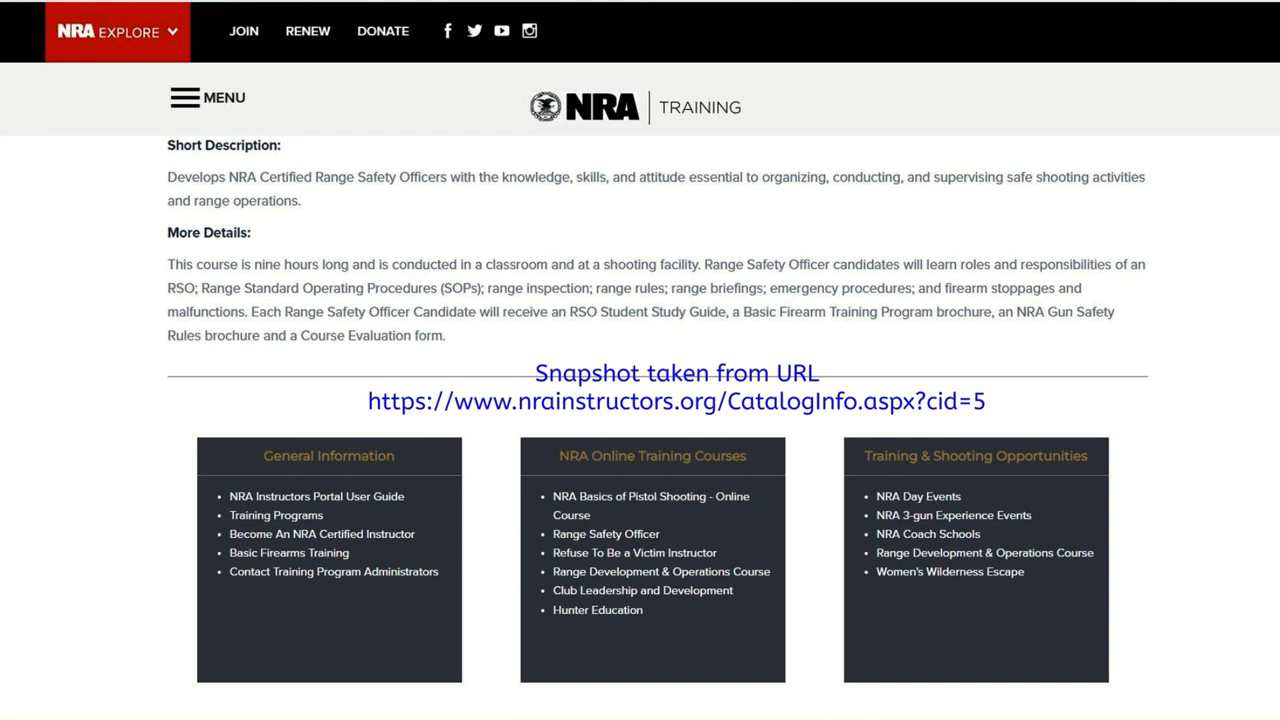 NRA EXPLORE JOIN RENEW DONATE
MENU
NRA TRAINING
Short Description:
Develops NRA Certified Range Safety Officers with the knowledge, skills, and attitude essential to organizing, conducting, and supervising safe shooting activities
and range operations.
More Details:
This course is nine hours long and is conducted in a classroom and at a shooting facility. Range Safety Officer candidates will learn roles and responsibilities of an
RSO; Range Standard Operating Procedures (SOPs); range inspection; range rules; range briefings; emergency procedures; and firearm stoppages and
malfunctions. Each Range Safety Officer Candidate will receive an RSO Student Study Guide, a Basic Firearm Training Program brochure, an NRA Gun Safety
Rules brochure and a Course Evaluation form.
Snapshot taken from URL
https://www.nrainstructors.org/CatalogInfo.aspx?cid=5
General Information
• NRA Instructors Portal User Guide
• Training Programs
• Become An NRA Certified Instructor
• Basic Firearms Training
• Contact Training Program Administrators
NRA Online Training Courses
• NRA Basics of Pistol Shooting - Online
Course
• Range Safety Officer
• Refuse To Be a Victim Instructor
• Range Development & Operations Course
• Club Leadership and Development
• Hunter Education
Training & Shooting Opportunities
• NRA Day Events
• NRA 3-gun Experience Events
• NRA Coach Schools
• Range Development & Operations Course
• Women's Wilderness Escape